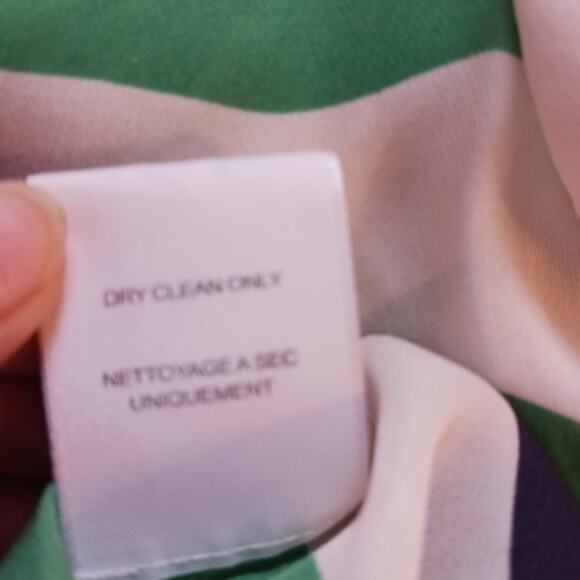 DRY CLEAN ONLY
NETTOYAGE A SEC
UNIQUEMENT